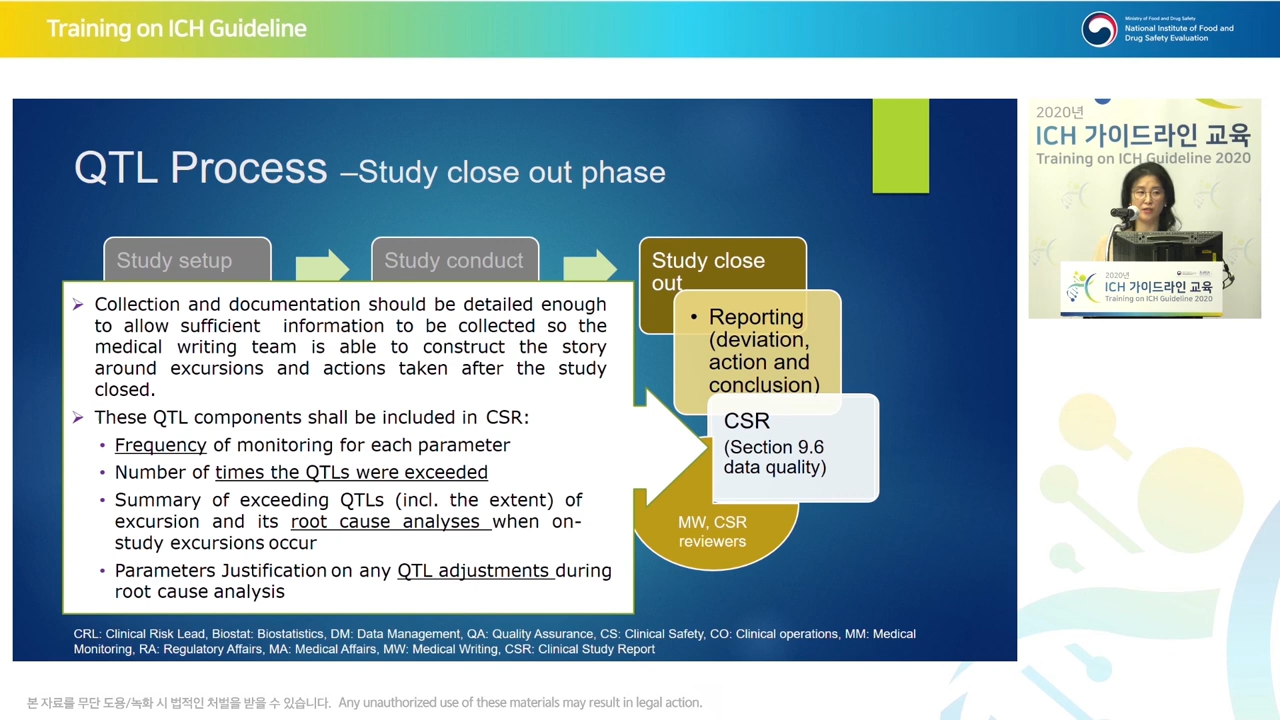 Training on ICH Guideline
Ministry of Food and Drug Safety
National Institute of Food and
Drug Safety Evaluation
QTL Process –Study close out phase
Study setup
Study conduct
Study close
out
• Reporting
(deviation,
action and
conclusion)
CSR
(Section 9.6
data quality)
MW, CSR
reviewers
➢ Collection and documentation should be detailed enough
to allow sufficient information to be collected so the
medical writing team is able to construct the story
around excursions and actions taken after the study
closed.
➢ These QTL components shall be included in CSR:
• Frequency of monitoring for each parameter
• Number of times the QTLs were exceeded
• Summary of exceeding QTLs (incl. the extent) of
excursion and its root cause analyses when on-
study excursions occur
• Parameters Justification on any QTL adjustments during
root cause analysis
CRL: Clinical Risk Lead, Biostat: Biostatistics, DM: Data Management, QA: Quality Assurance, CS: Clinical Safety, CO: Clinical operations, MM: Medical
Monitoring, RA: Regulatory Affairs, MA: Medical Affairs, MW: Medical Writing, CSR: Clinical Study Report
2020년
ICH 가이드라인 교육
Training on ICH Guideline 2020
2020년
ICH 가이드라인 교육
Training on ICH Guideline 2020
본 자료를 무단 도용/녹화 시 법적인 처벌을 받을 수 있습니다. Any unauthorized use of these materials may result in legal action.